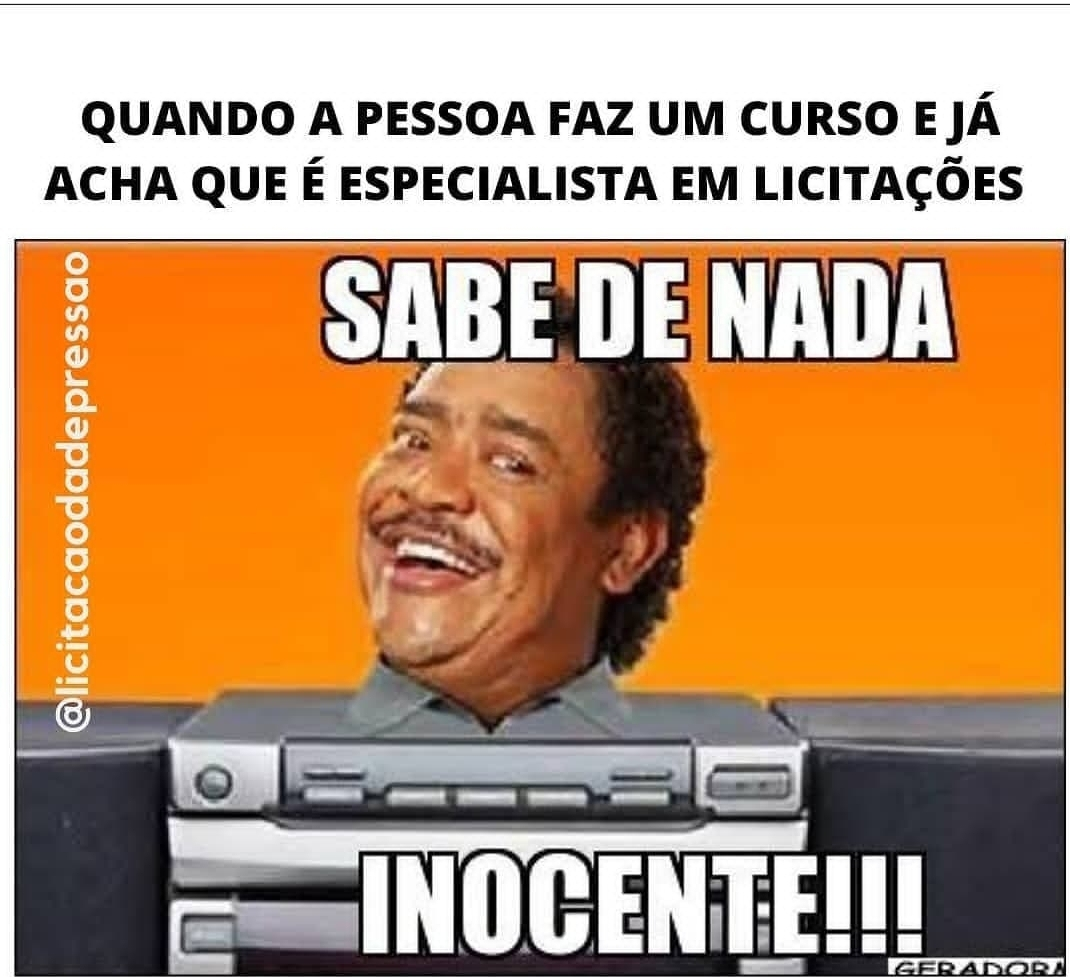 QUANDO A PESSOA FAZ UM CURSO E JÁ
ACHA QUE É ESPECIALISTA EM LICITAÇÕES
@licitacaodadepressao
SABE DE NADA
INOCENTE!!!